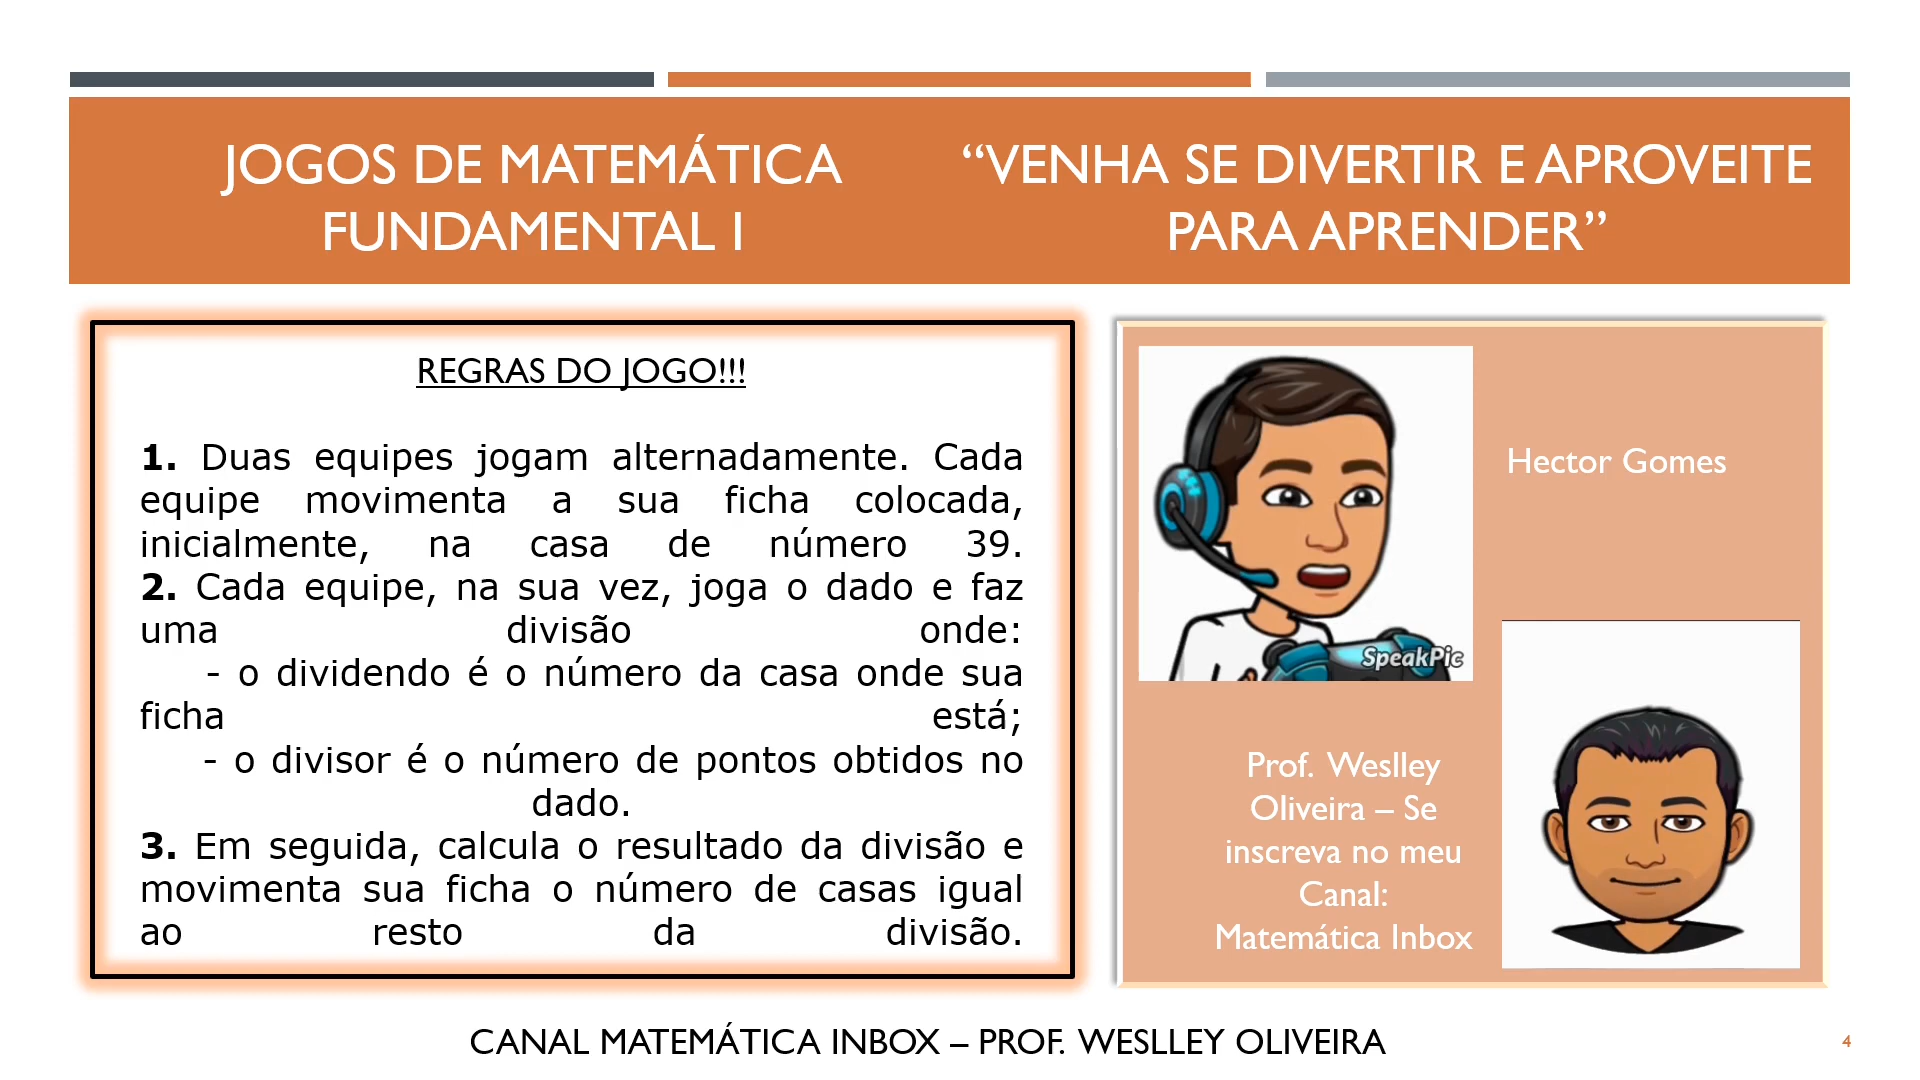 JOGOS DE MATEMÁTICA
FUNDAMENTAL I
“VENHA SE DIVERTIR E APROVEITE
PARA APRENDER”
REGRAS DO JOGO!!!
1. Duas equipes jogam alternadamente. Cada
equipe movimenta a sua ficha colocada,
inicialmente, na casa de número 39.
2. Cada equipe, na sua vez, joga o dado e faz
uma divisão onde:
- o dividendo é o número da casa onde sua
ficha está;
- o divisor é o número de pontos obtidos no
dado.
3. Em seguida, calcula o resultado da divisão e
movimenta sua ficha o número de casas igual
ao resto da divisão.
Hector Gomes
SpeakPic
Prof. Weslley
Oliveira – Se
inscreva no meu
Canal:
Matemática Inbox
CANAL MATEMÁTICA INBOX – PROF. WESLLEY OLIVEIRA
4